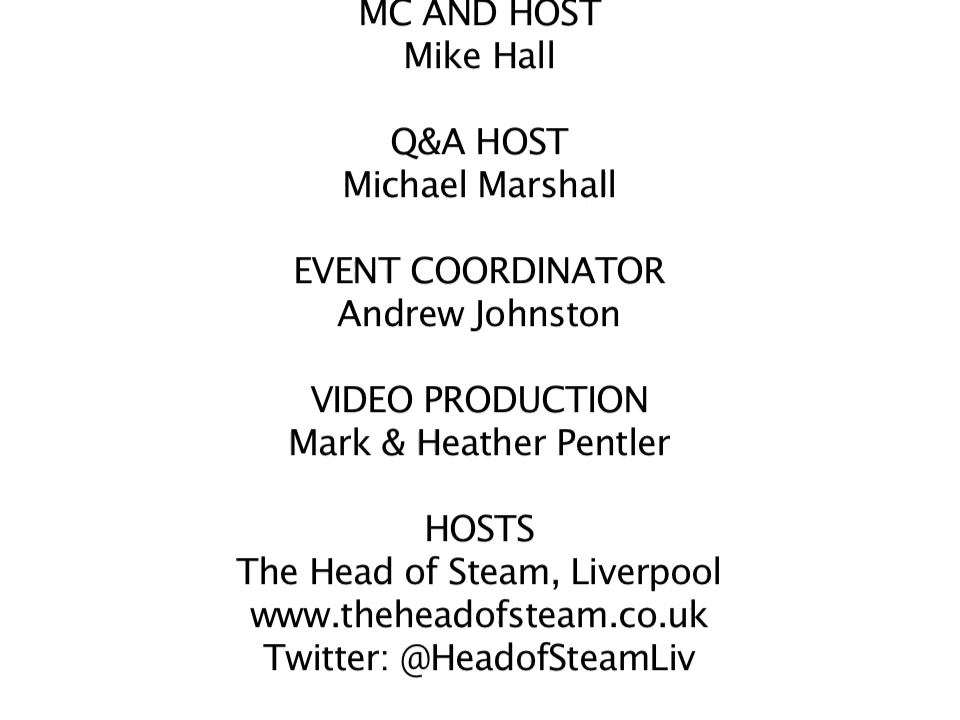 MC AND HOST
Mike Hall
Q&A HOST
Michael Marshall
EVENT COORDINATOR
Andrew Johnston
VIDEO PRODUCTION
Mark & Heather Pentler
HOSTS
The Head of Steam, Liverpool
www.theheadofsteam.co.uk
Twitter: @HeadofSteamLiv